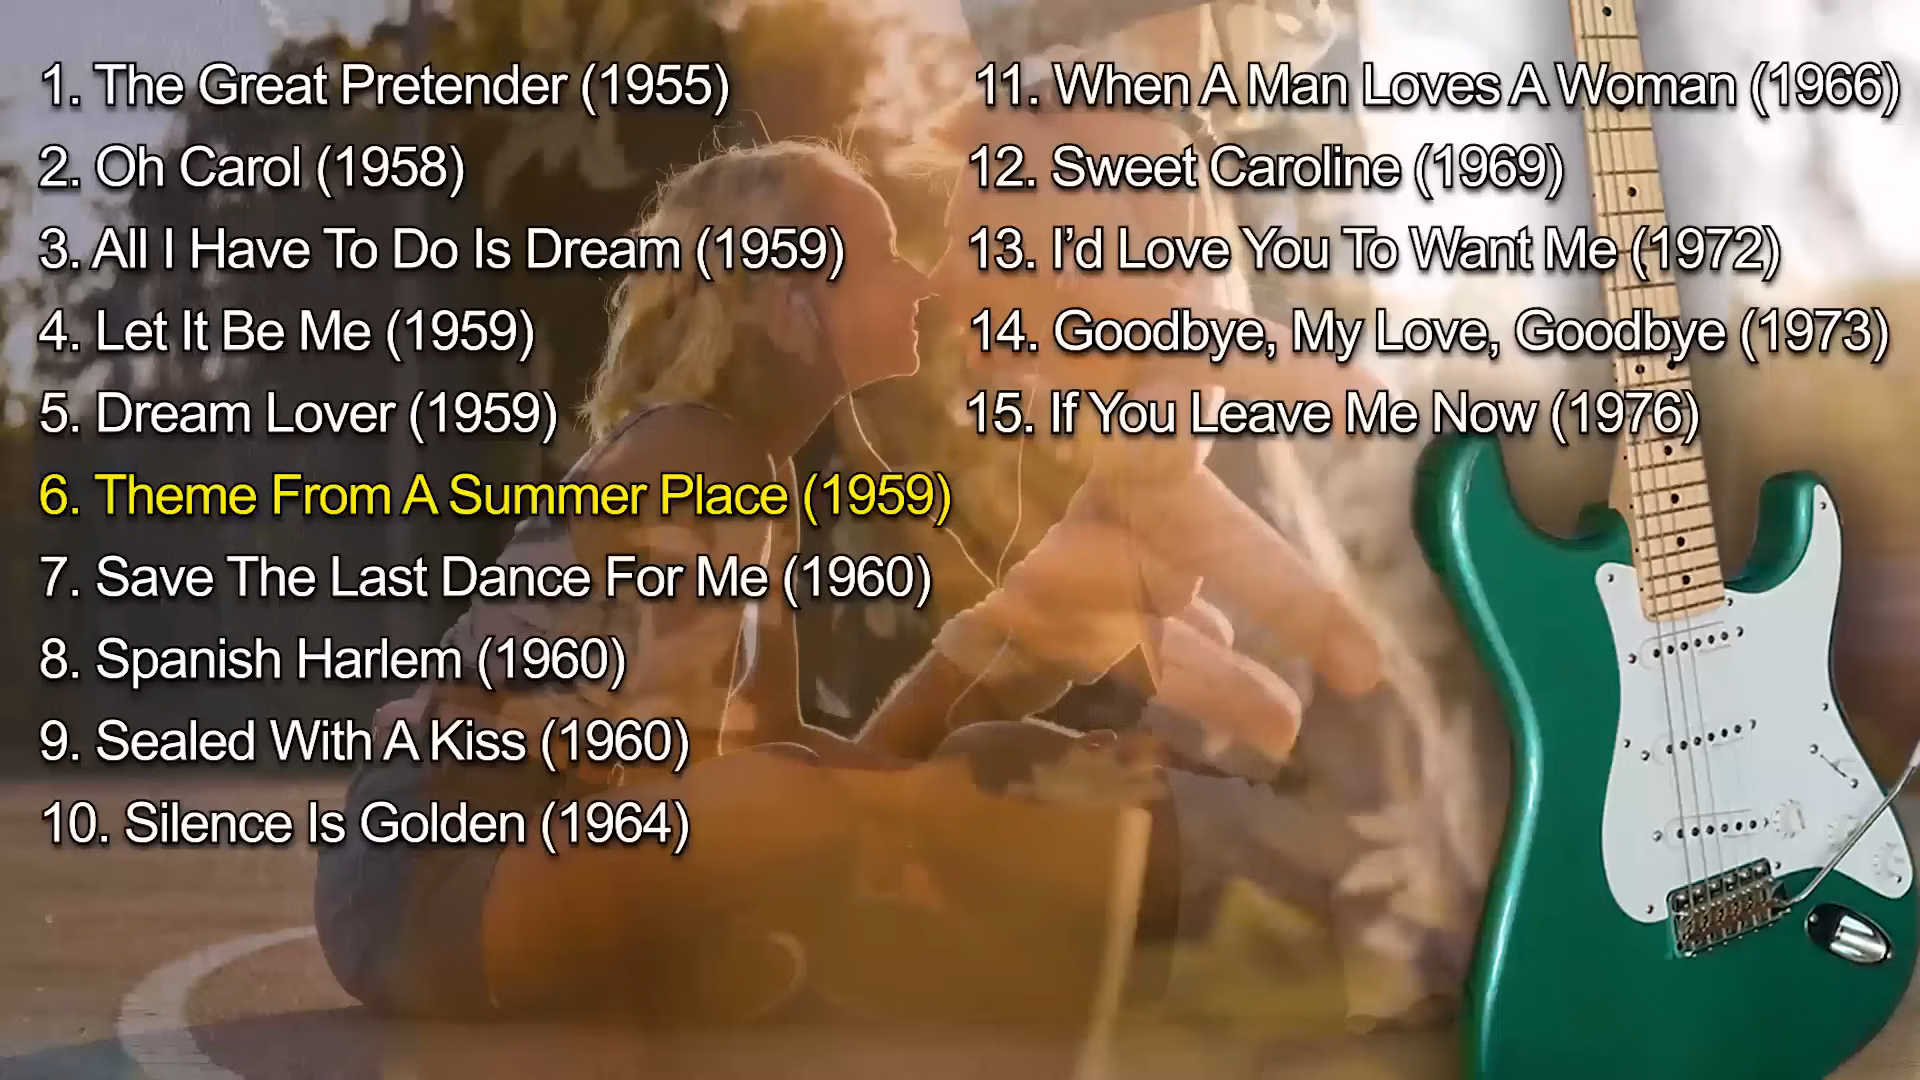 1. The Great Pretender (1955)
2. Oh Carol (1958)
3. All I Have To Do Is Dream (1959)
4. Let It Be Me (1959)
5. Dream Lover (1959)
6. Theme From A Summer Place (1959)
7. Save The Last Dance For Me (1960)
8. Spanish Harlem (1960)
9. Sealed With A Kiss (1960)
10. Silence Is Golden (1964)
11. When A Man Loves A Woman (1966)
12. Sweet Caroline (1969)
13. I’d Love You To Want Me (1972)
14. Goodbye, My Love, Goodbye (1973)
15. If You Leave Me Now (1976)